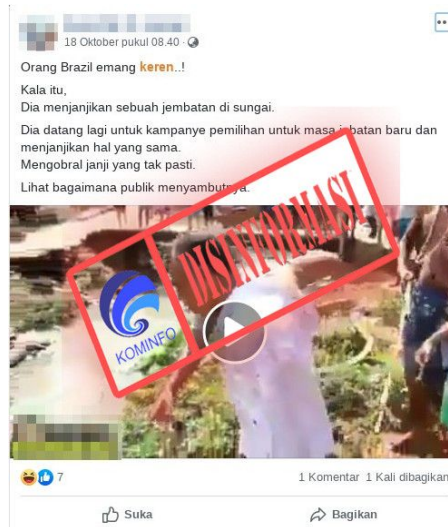 18 Oktober pukul 08.40 ·
Orang Brazil emang keren..!
Kala itu,
Dia menjanjikan sebuah jembatan di sungai.
Dia datang lagi untuk kampanye pemilihan untuk masa jabatan baru dan
menjanjikan hal yang sama.
Mengobral janji yang tak pasti.
Lihat bagaimana publik menyambutnya.
DISINFORMASI
KOMINFO
7
1 Komentar 1 Kali dibagikan
Suka
Bagikan